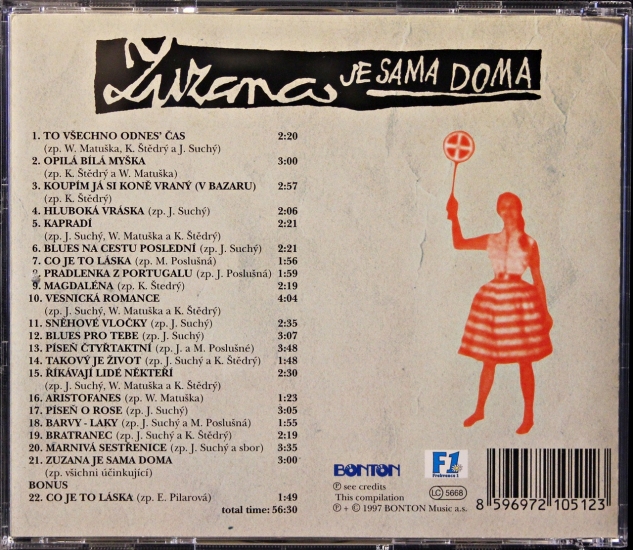 Zuzana JE SAMA DOMA
1. TO VŠECHNO ODNES' ČAS 2:20
(zp. W. Matuška, K. Štědrý a J. Suchý)
2. OPILÁ BÍLÁ MYŠKA 3:00
(zp. K. Štědrý a W. Matuška)
3. KOUPÍM JÁ SI KONĚ VRANÝ (V BAZARU) 2:57
(zp. K. Štědrý)
4. HLUBOKÁ VRÁSKA (zp. J. Suchý) 2:06
5. KAPRADÍ 2:21
(zp. J. Suchý, W. Matuška a K. Štědrý)
6. BLUES NA CESTU POSLEDNÍ (zp. J. Suchý) 2:21
7. CO JE TO LÁSKA (zp. M. Poslušná) 1:56
8. PRADLENKA Z PORTUGALU (zp. J. Poslušná) 1:59
9. MAGDALÉNA (zp. K. Štedrý) 2:19
10. VESNICKÁ ROMANCE 4:04
(zp. J. Suchý, W. Matuška a K. Štědrý)
11. SNĚHOVÉ VLOČKY (zp. J. Suchý) 2:35
12. BLUES PRO TEBE (zp. J. Suchý) 3:07
13. PÍSEŇ ČTYŘTAKTNÍ (zp. J. a M. Poslušné) 3:48
14. TAKOVÝ JE ŽIVOT (zp. J. Suchý a K. Štědrý) 1:48
15. ŘÍKÁVAJÍ LIDÉ NĚKTEŘÍ 2:30
(zp. J. Suchý, W. Matuška a K. Štědrý)
16. ARISTOFANES (zp. W. Matuška) 1:23
17. PÍSEŇ O ROSE (zp. J. Suchý) 3:05
18. BARVY - LAKY (zp. J. Suchý a M. Poslušná) 1:55
19. BRATRANEC (zp. J. Suchý a K. Štědrý) 2:19
20. MARNIVÁ SESTŘENICE (zp. J. Suchý a sbor) 3:35
21. ZUZANA JE SAMA DOMA 3:00
(zp. všichni účinkující)
BONUS
22. CO JE TO LÁSKA (zp. E. Pilarová) 1:49
total time: 56:30
BONTON
F1
Frekvence 1
℗ see credits
This compilation
℗ + © 1997 BONTON Music a.s.
LC 5668
8 596972 105123